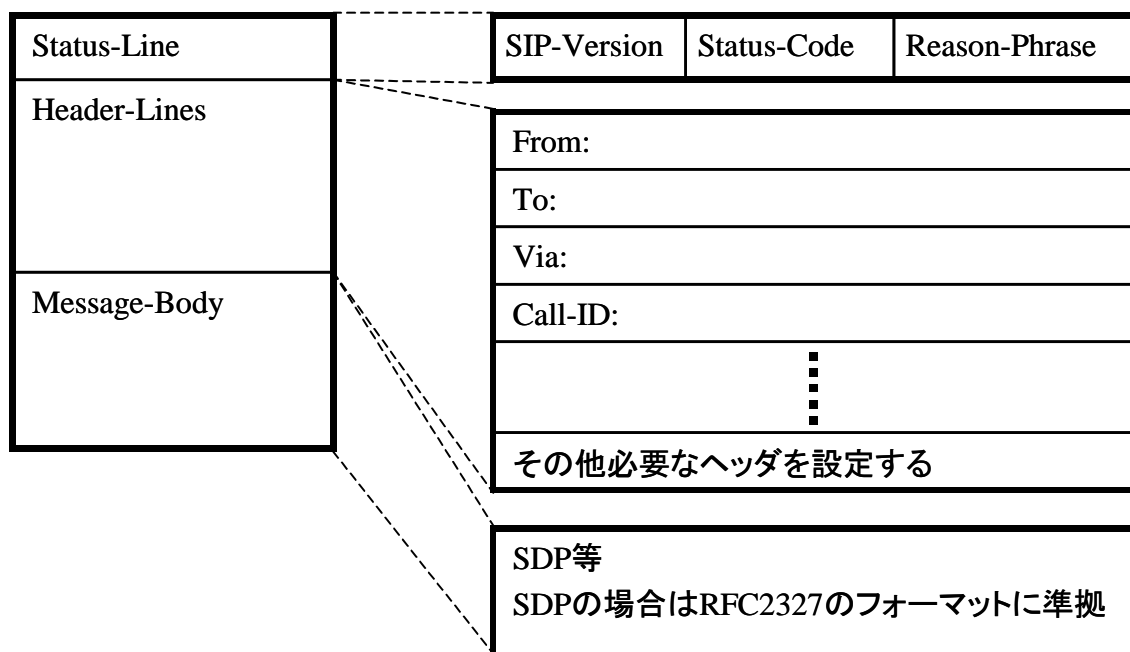 Status-Line
Header-Lines
Message-Body
SIP-Version
Status-Code
Reason-Phrase
From:
To:
Via:
Call-ID:
その他必要なヘッダを設定する
SDP等
SDPの場合はRFC2327のフォーマットに準拠